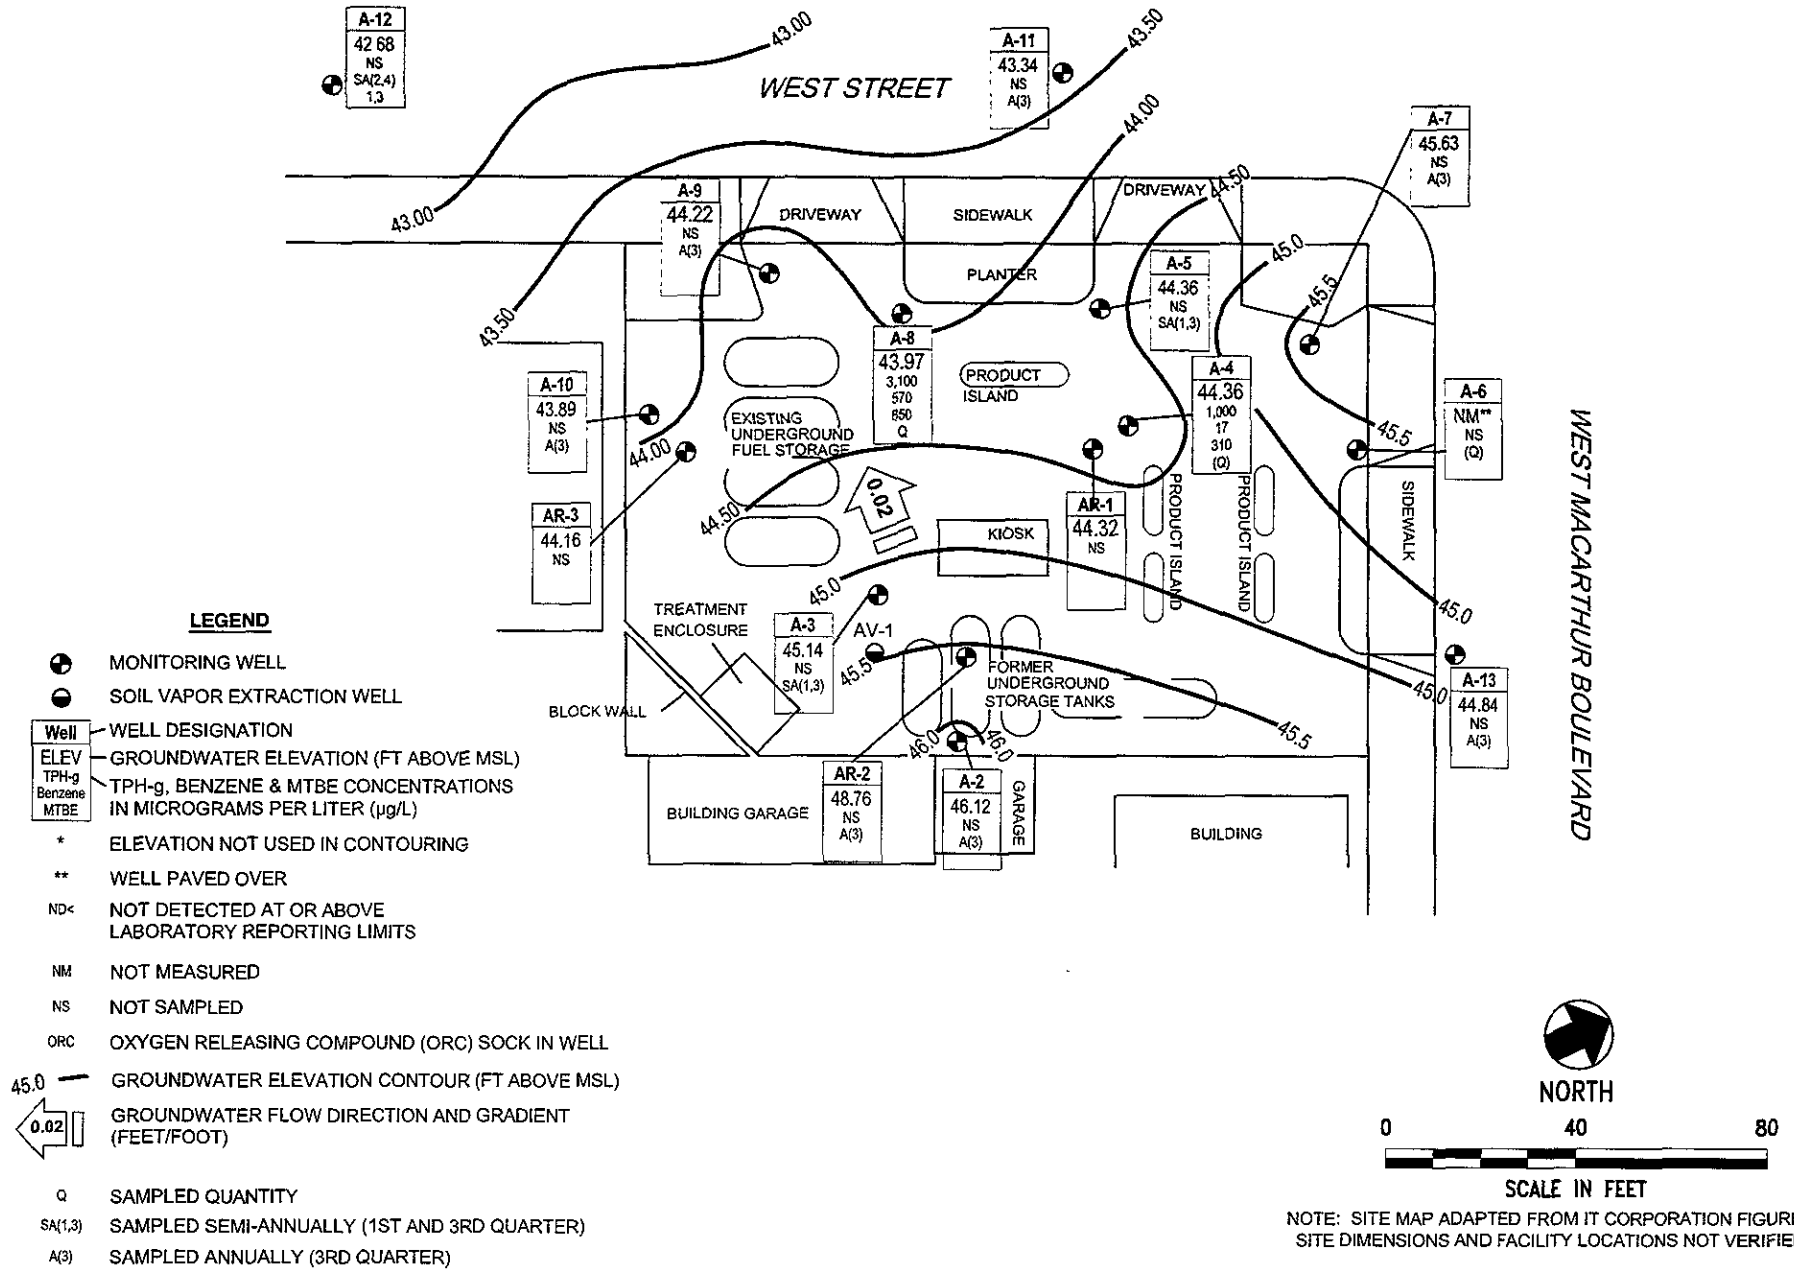 A-12
42 68
NS
SA(2,4)
1,3
43.00
WEST STREET
A-11
43.34
NS
A(3)
43.50
44.00
A-7
45.63
NS
A(3)
43.00
A-9
44.22
NS
A(3)
DRIVEWAY
SIDEWALK
DRIVEWAY
44.50
PLANTER
45.0
45.5
A-5
44.36
NS
SA(1,3)
43.50
A-8
43.97
3,100
570
850
Q
PRODUCT
ISLAND
A-4
44.36
1,000
17
310
(Q)
A-10
43.89
NS
A(3)
44.00
EXISTING
UNDERGROUND
FUEL STORAGE
45.5
A-6
NM**
NS
(Q)
WEST MACARTHUR BOULEVARD
44.50
0.02
AR-3
44.16
NS
KIOSK
AR-1
44.32
NS
PRODUCT ISLAND
PRODUCT ISLAND
SIDEWALK
45.0
45.0
TREATMENT
ENCLOSURE
A-3
45.14
NS
SA(1,3)
AV-1
45.5
FORMER
UNDERGROUND
STORAGE TANKS
45.0
A-13
44.84
NS
A(3)
BLOCK WALL
46.0
46.0
45.5
BUILDING GARAGE
AR-2
48.76
NS
A(3)
A-2
46.12
NS
A(3)
GARAGE
BUILDING
LEGEND
MONITORING WELL
SOIL VAPOR EXTRACTION WELL
Well
WELL DESIGNATION
ELEV
GROUNDWATER ELEVATION (FT ABOVE MSL)
TPH-g
Benzene
MTBE
TPH-g, BENZENE & MTBE CONCENTRATIONS
IN MICROGRAMS PER LITER (µg/L)
* ELEVATION NOT USED IN CONTOURING
** WELL PAVED OVER
ND< NOT DETECTED AT OR ABOVE
LABORATORY REPORTING LIMITS
NM NOT MEASURED
NS NOT SAMPLED
ORC OXYGEN RELEASING COMPOUND (ORC) SOCK IN WELL
45.0 GROUNDWATER ELEVATION CONTOUR (FT ABOVE MSL)
0.02 GROUNDWATER FLOW DIRECTION AND GRADIENT
(FEET/FOOT)
Q SAMPLED QUANTITY
SA(1,3) SAMPLED SEMI-ANNUALLY (1ST AND 3RD QUARTER)
A(3) SAMPLED ANNUALLY (3RD QUARTER)
NORTH
0 40 80
SCALE IN FEET
NOTE: SITE MAP ADAPTED FROM IT CORPORATION FIGUR
SITE DIMENSIONS AND FACILITY LOCATIONS NOT VERIFIE